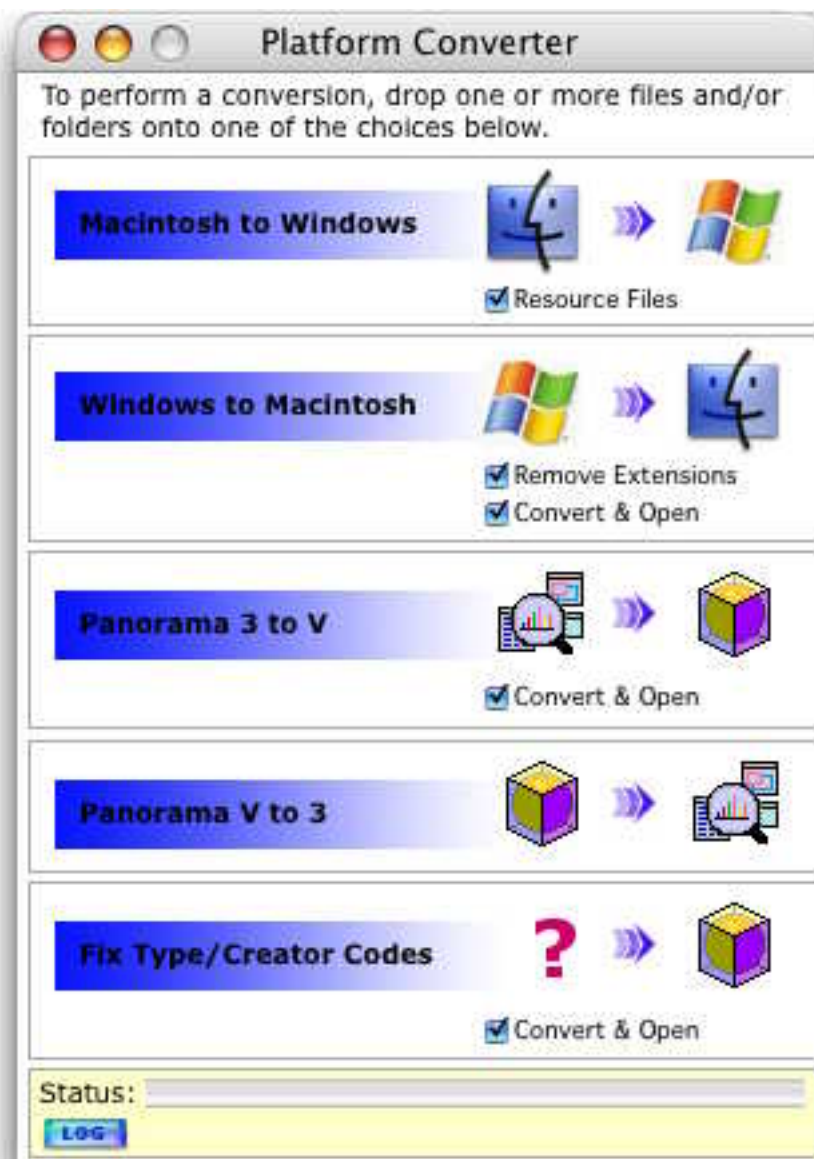 Platform Converter
To perform a conversion, drop one or more files and/or
folders onto one of the choices below.
Macintosh to Windows
Resource Files
Windows to Macintosh
Remove Extensions
Convert & Open
Panorama 3 to V
Convert & Open
Panorama V to 3
Fix Type/Creator Codes
?
Convert & Open
Status:
LOG